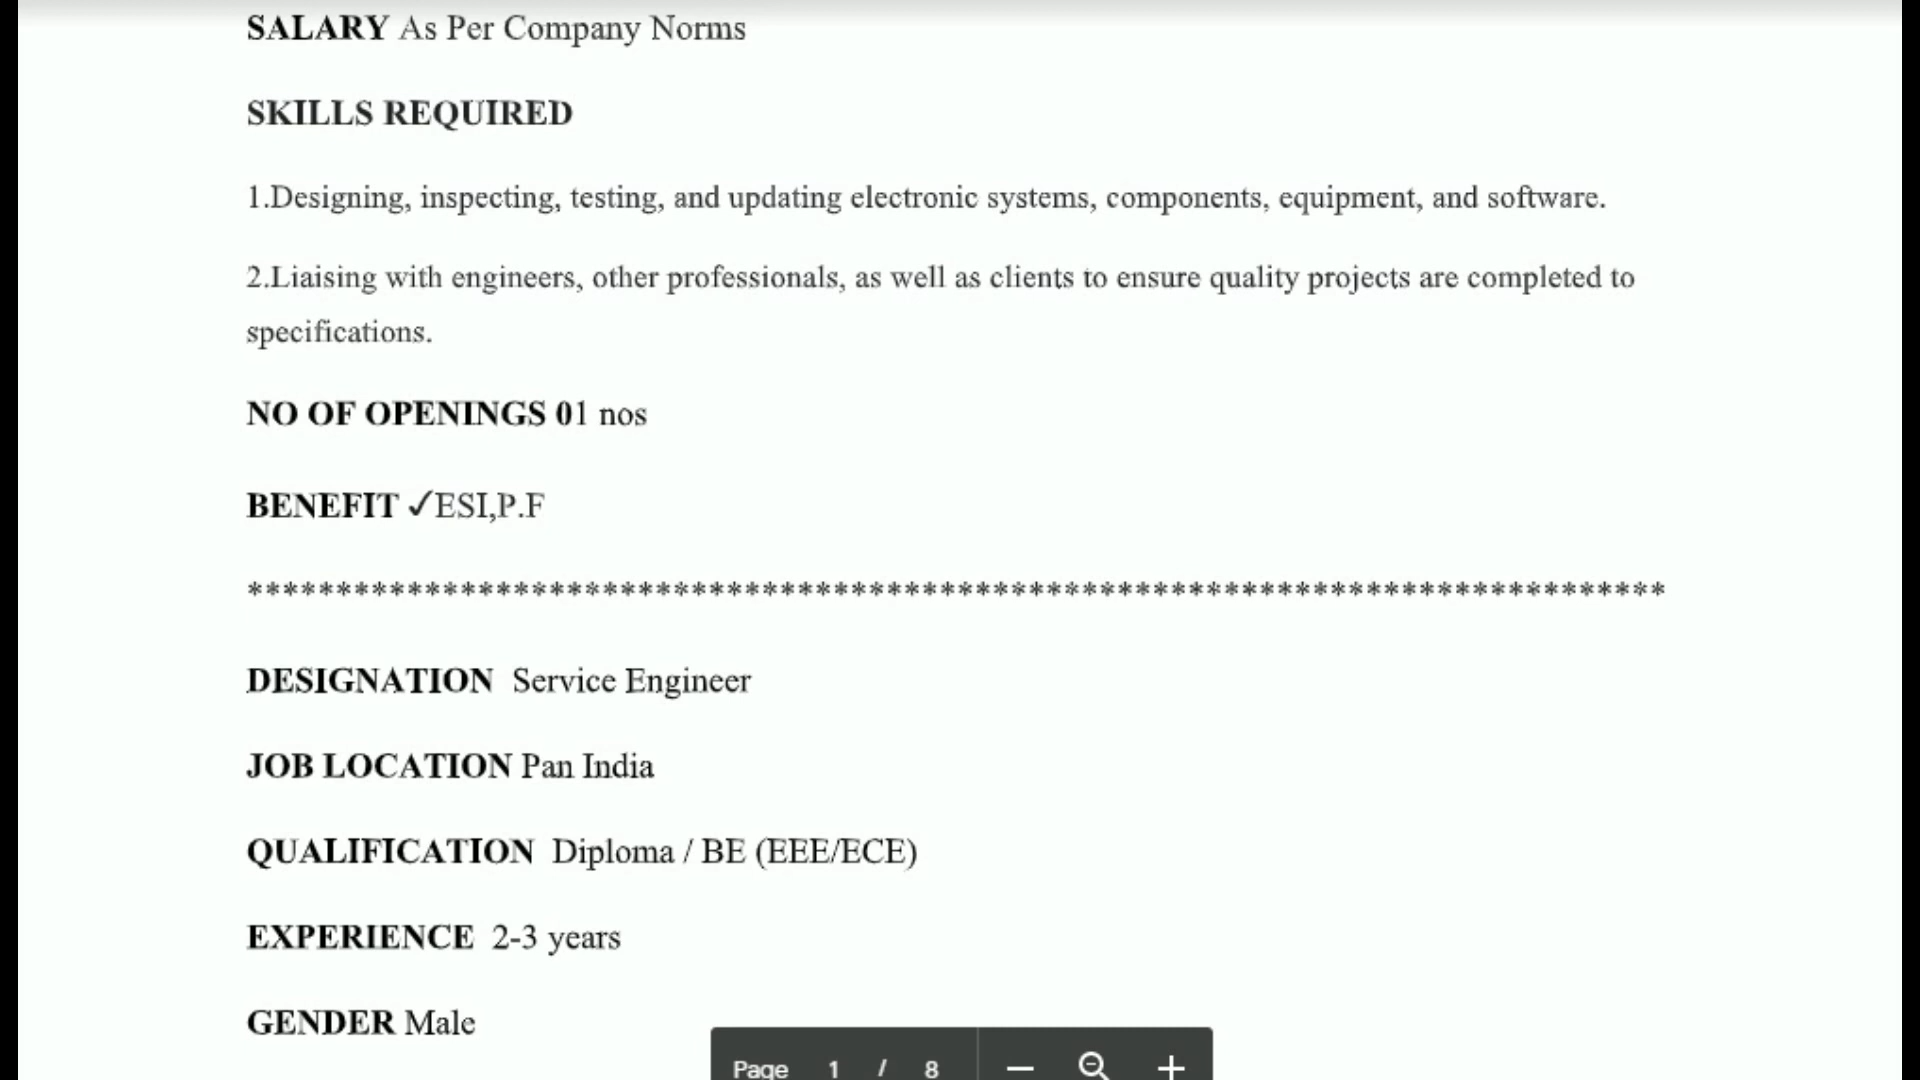 SALARY As Per Company Norms
SKILLS REQUIRED
1.Designing, inspecting, testing, and updating electronic systems, components, equipment, and software.
2.Liaising with engineers, other professionals, as well as clients to ensure quality projects are completed to
specifications.
NO OF OPENINGS 01 nos
BENEFIT ✓ESI,P.F
********************************************************************************
DESIGNATION Service Engineer
JOB LOCATION Pan India
QUALIFICATION Diploma / BE (EEE/ECE)
EXPERIENCE 2-3 years
GENDER Male
Page 1 / 8